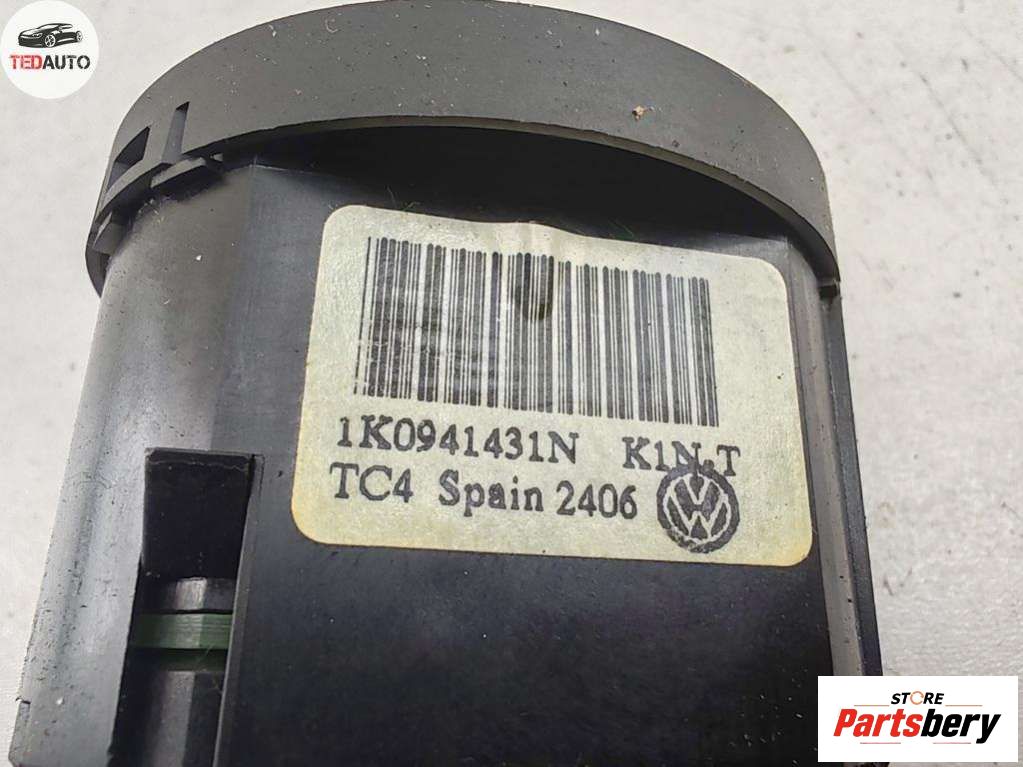 TEDAUTO
1K0941431N K1N.T
TC4 Spain 2406
STORE
Partsbery